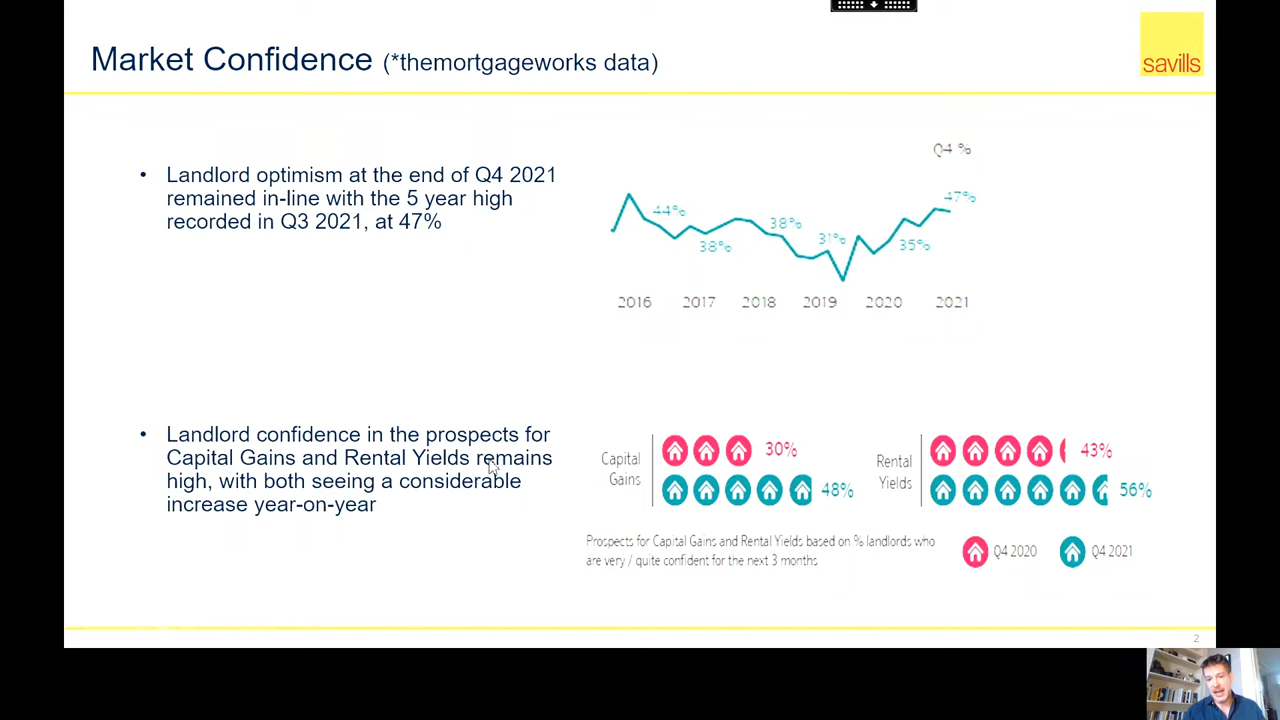 Market Confidence (*themortgageworks data)
savills
• Landlord optimism at the end of Q4 2021
remained in-line with the 5 year high
recorded in Q3 2021, at 47%
Q4 %
44%
38%
38%
31%
35%
47%
2016 2017 2018 2019 2020 2021
• Landlord confidence in the prospects for
Capital Gains and Rental Yields remains
high, with both seeing a considerable
increase year-on-year
Capital
Gains
30%
48%
Rental
Yields
43%
56%
Prospects for Capital Gains and Rental Yields based on % landlords who
are very / quite confident for the next 3 months
Q4 2020
Q4 2021
2